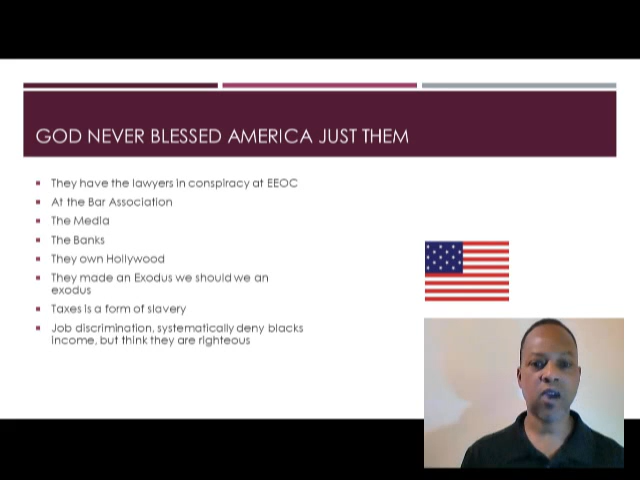 GOD NEVER BLESSED AMERICA JUST THEM
They have the lawyers in conspiracy at EEOC
At the Bar Association
The Media
The Banks
They own Hollywood
They made an Exodus we should we an
exodus
Taxes is a form of slavery
Job discrimination, systematically deny blacks
income, but think they are righteous